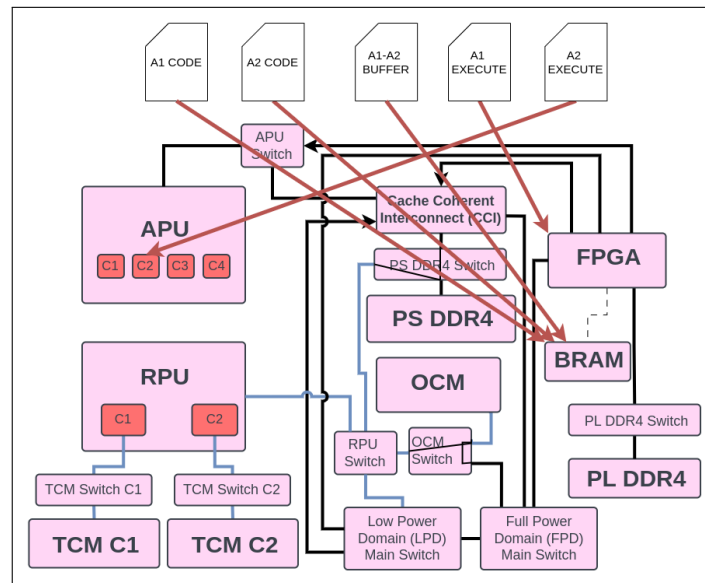 A1 CODE
A2 CODE
A1-A2
BUFFER
A1
EXECUTE
A2
EXECUTE
APU
Switch
APU
C1
C2
C3
C4
Cache Coherent
Interconnect (CCI)
FPGA
PS DDR4 Switch
PS DDR4
BRAM
RPU
C1
C2
OCM
PL DDR4 Switch
RPU
Switch
OCM
Switch
PL DDR4
TCM Switch C1
TCM Switch C2
TCM C1
TCM C2
Low Power
Domain (LPD)
Main Switch
Full Power
Domain (FPD)
Main Switch